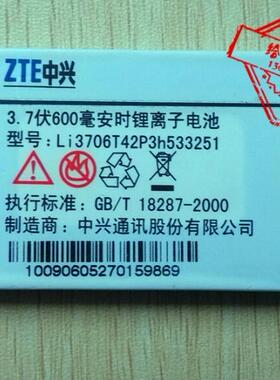 ZTE中兴
3.7伏600毫安时锂离子电池
型号: Li3706T42P3h533251
执行标准: GB/T 18287-2000
制造商: 中兴通讯股份有限公司
10090605270159869